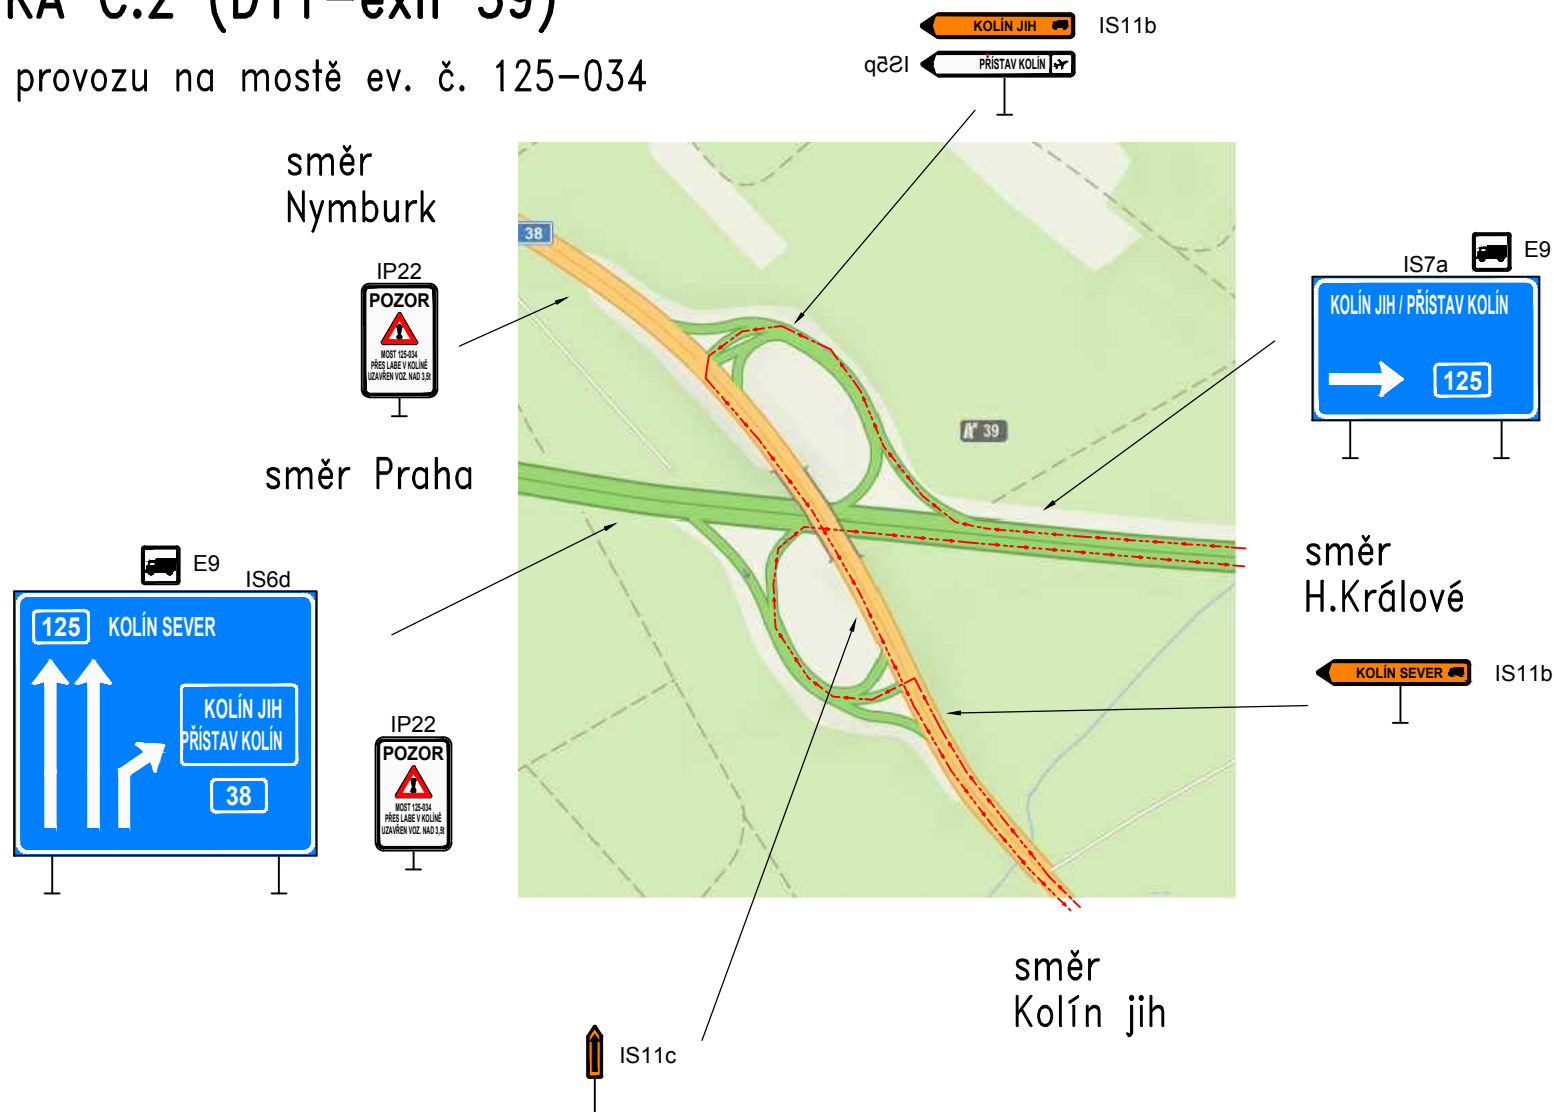 RKA C.2 (D11-exit 39)
provozu na mostě ev. č. 125-034
KOLÍN JIH
IS11b
PŘÍSTAV KOLÍN
IS5p
směr
Nymburk
IP22
POZOR
MOST 125-034
PŘES LABE V KOLÍNĚ
UZAVŘEN VOZ. NAD 3,5t
38
39
E9
IS7a
KOLÍN JIH / PŘÍSTAV KOLÍN
125
směr Praha
E9
IS6d
125 KOLÍN SEVER
KOLÍN JIH
PŘÍSTAV KOLÍN
38
IP22
POZOR
MOST 125-034
PŘES LABE V KOLÍNĚ
UZAVŘEN VOZ. NAD 3,5t
směr
H.Králové
KOLÍN SEVER
IS11b
směr
Kolín jih
IS11c